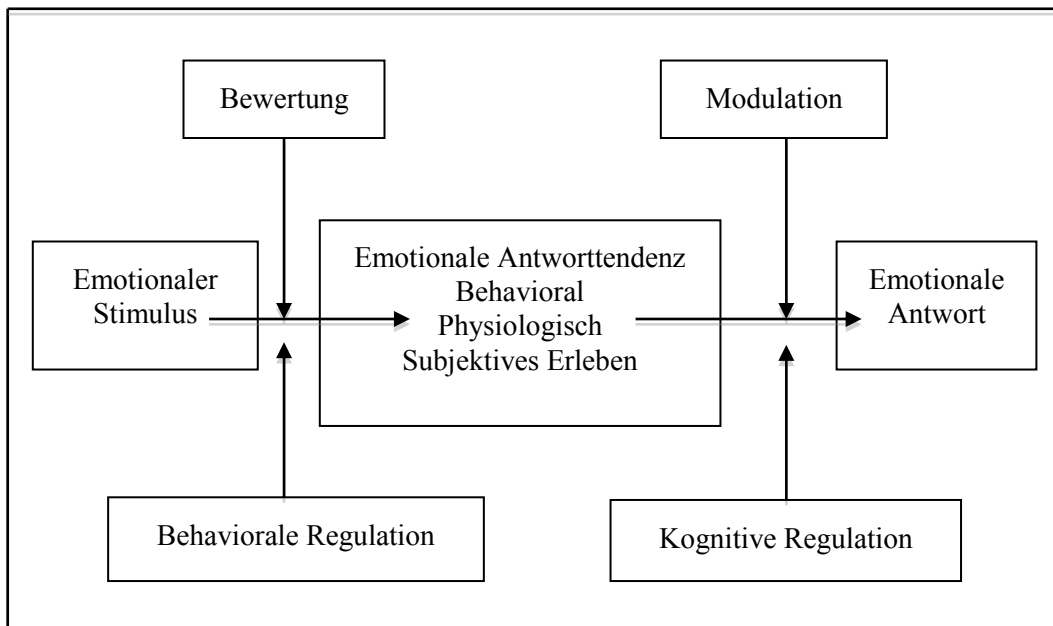 Bewertung
Modulation
Emotionaler
Stimulus
Emotionale Antworttendenz
Behavioral
Physiologisch
Subjektives Erleben
Emotionale
Antwort
Behaviorale Regulation
Kognitive Regulation